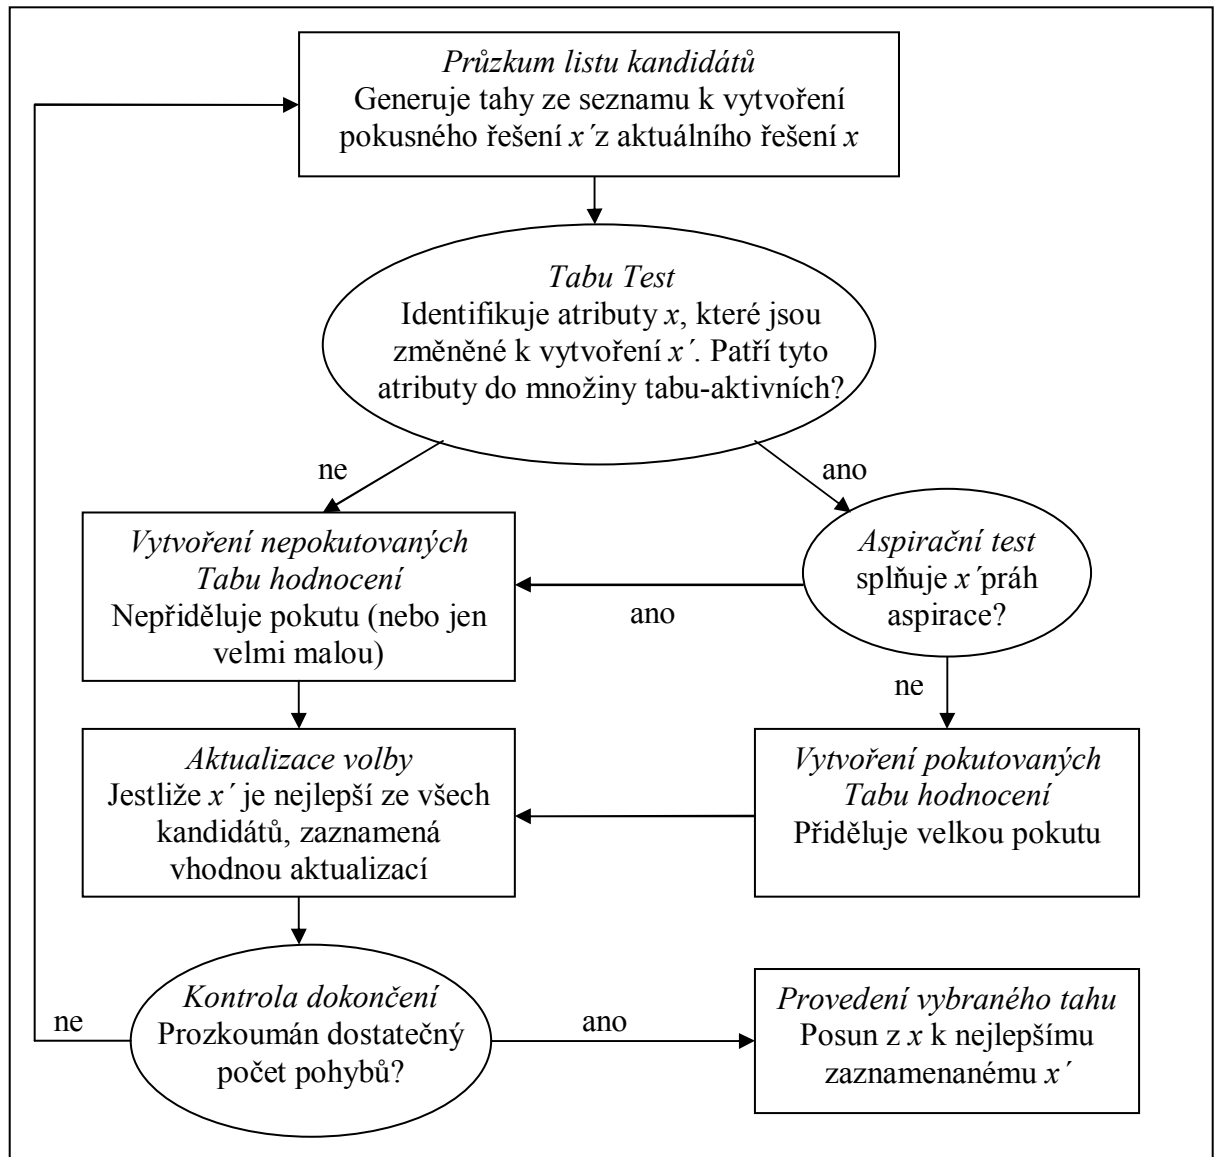 Průzkum listu kandidátů
Generuje tahy ze seznamu k vytvoření
pokusného řešení x´z aktuálního řešení x
Tabu Test
Identifikuje atributy x, které jsou
změněné k vytvoření x´. Patří tyto
atributy do množiny tabu-aktivních?
ne
ano
Vytvoření nepokutovaných
Tabu hodnocení
Nepřiděluje pokutu (nebo jen
velmi malou)
ano
Aspirační test
splňuje x´práh
aspirace?
ne
Aktualizace volby
Jestliže x´ je nejlepší ze všech
kandidátů, zaznamená
vhodnou aktualizací
Vytvoření pokutovaných
Tabu hodnocení
Přiděluje velkou pokutu
ne
Kontrola dokončení
Prozkoumán dostatečný
počet pohybů?
ano
Provedení vybraného tahu
Posun z x k nejlepšímu
zaznamenanému x´